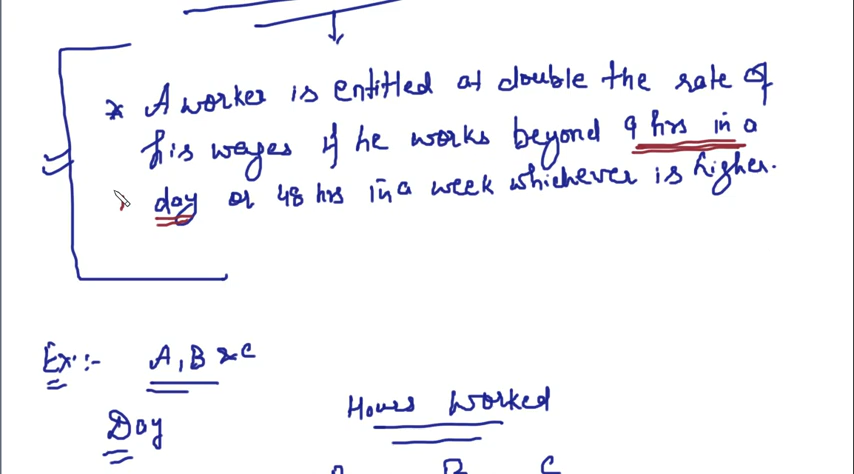 * A worker is entitled at double the rate of
his wages if he works beyond 9 hrs in a
day or 48 hrs in a week whichever is higher.
Ex:- A, B & C
Hours Worked
Day
A B C